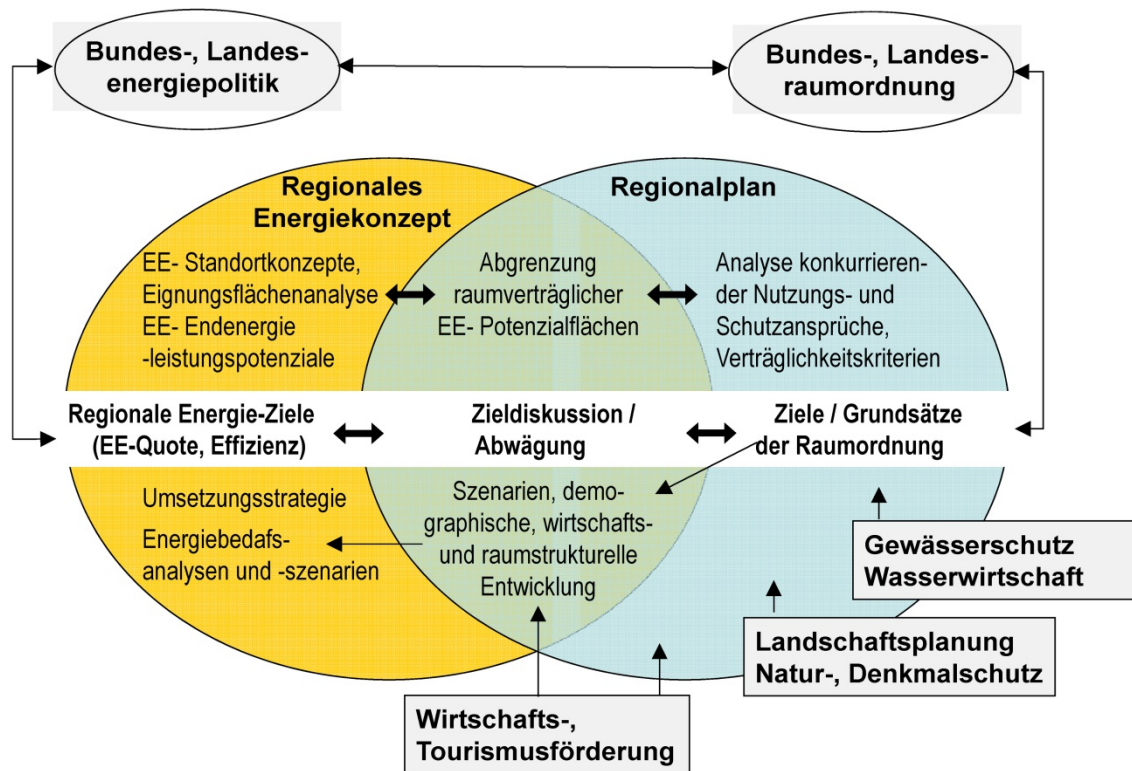 Bundes-, Landes-
energiepolitik
Bundes-, Landes-
raumordnung
Regionales
Energiekonzept
Regionalplan
EE- Standortkonzepte,
Eignungsflächenanalyse
EE- Endenergie
-leistungspotenziale
Abgrenzung
raumverträglicher
EE- Potenzialflächen
Analyse konkurrieren-
der Nutzungs- und
Schutzansprüche,
Verträglichkeitskriterien
Regionale Energie-Ziele
(EE-Quote, Effizienz)
Zieldiskussion /
Abwägung
Ziele / Grundsätze
der Raumordnung
Umsetzungsstrategie
Energiebedafs-
analysen und -szenarien
Szenarien, demo-
graphische, wirtschafts-
und raumstrukturelle
Entwicklung
Gewässerschutz
Wasserwirtschaft
Landschaftsplanung
Natur-, Denkmalschutz
Wirtschafts-,
Tourismusförderung